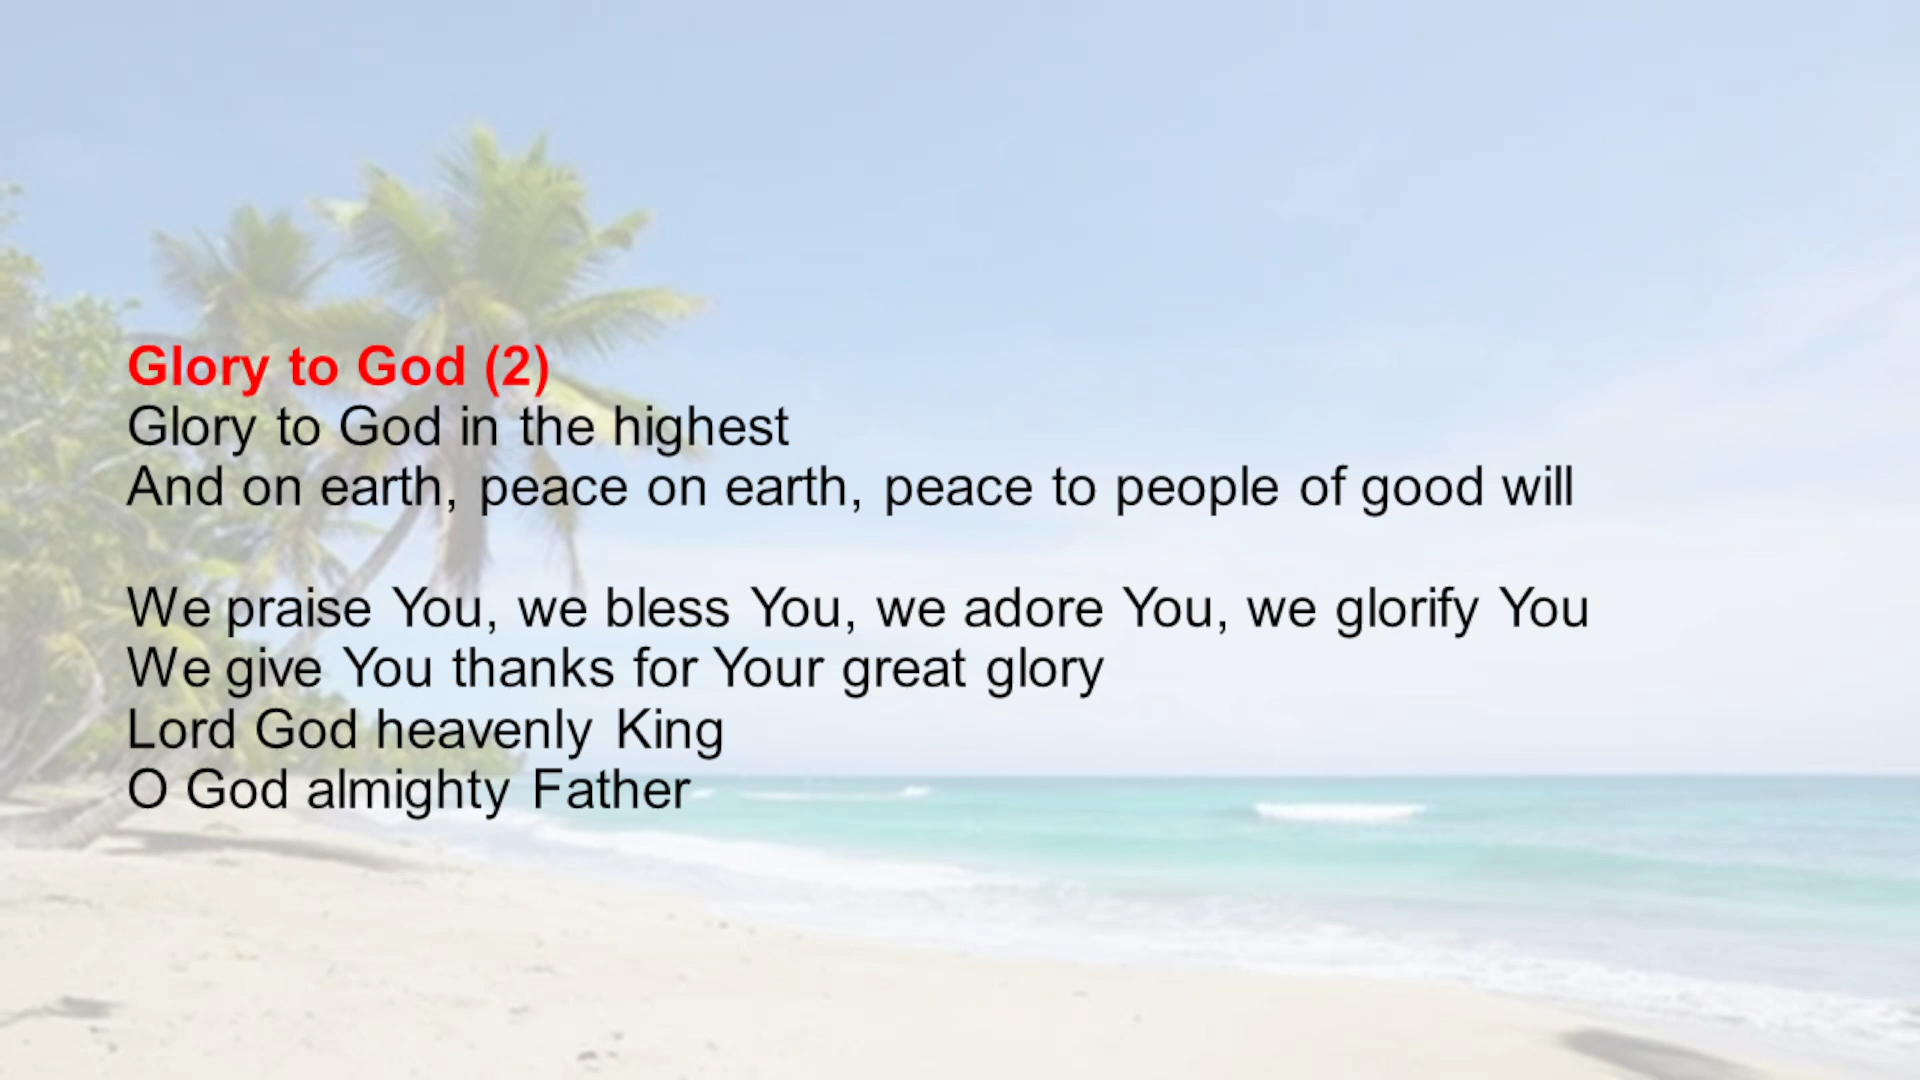 Glory to God (2)
Glory to God in the highest
And on earth, peace on earth, peace to people of good will
We praise You, we bless You, we adore You, we glorify You
We give You thanks for Your great glory
Lord God heavenly King
O God almighty Father